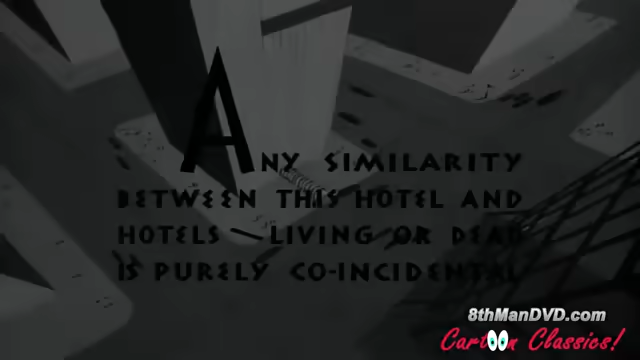 ANY SIMILARITY
BETWEEN THIS HOTEL AND
HOTELS — LIVING OR DEAD
IS PURELY CO-INCIDENTAL
8thManDVD.com
Cartoon Classics!